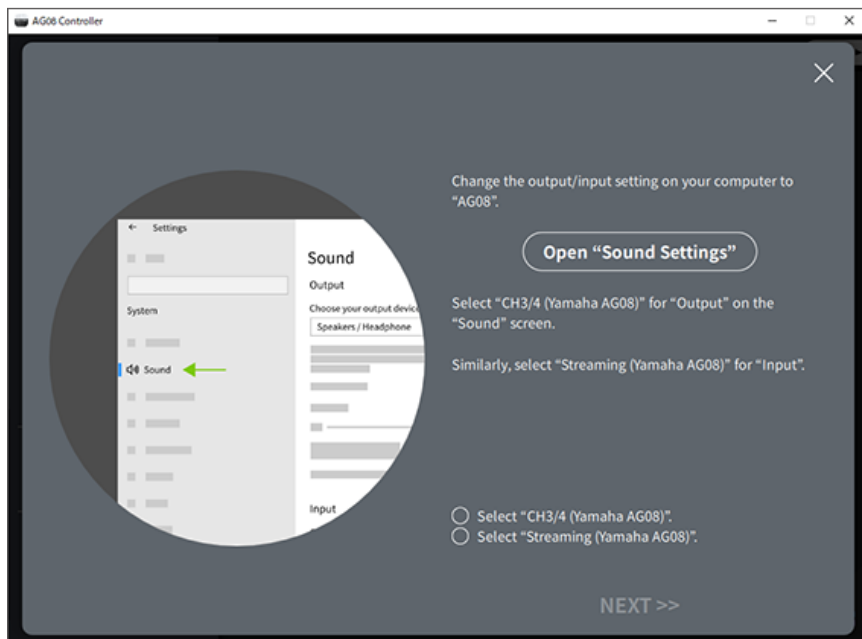 AG08 Controller
Change the output/input setting on your computer to
“AG08”.
Open “Sound Settings”
Select “CH3/4 (Yamaha AG08)” for “Output” on the
“Sound” screen.
Similarly, select “Streaming (Yamaha AG08)” for “Input”.
Settings
System
Sound
Sound
Output
Choose your output device
Speakers / Headphone
Input
Select “CH3/4 (Yamaha AG08)”.
Select “Streaming (Yamaha AG08)”.
NEXT >>